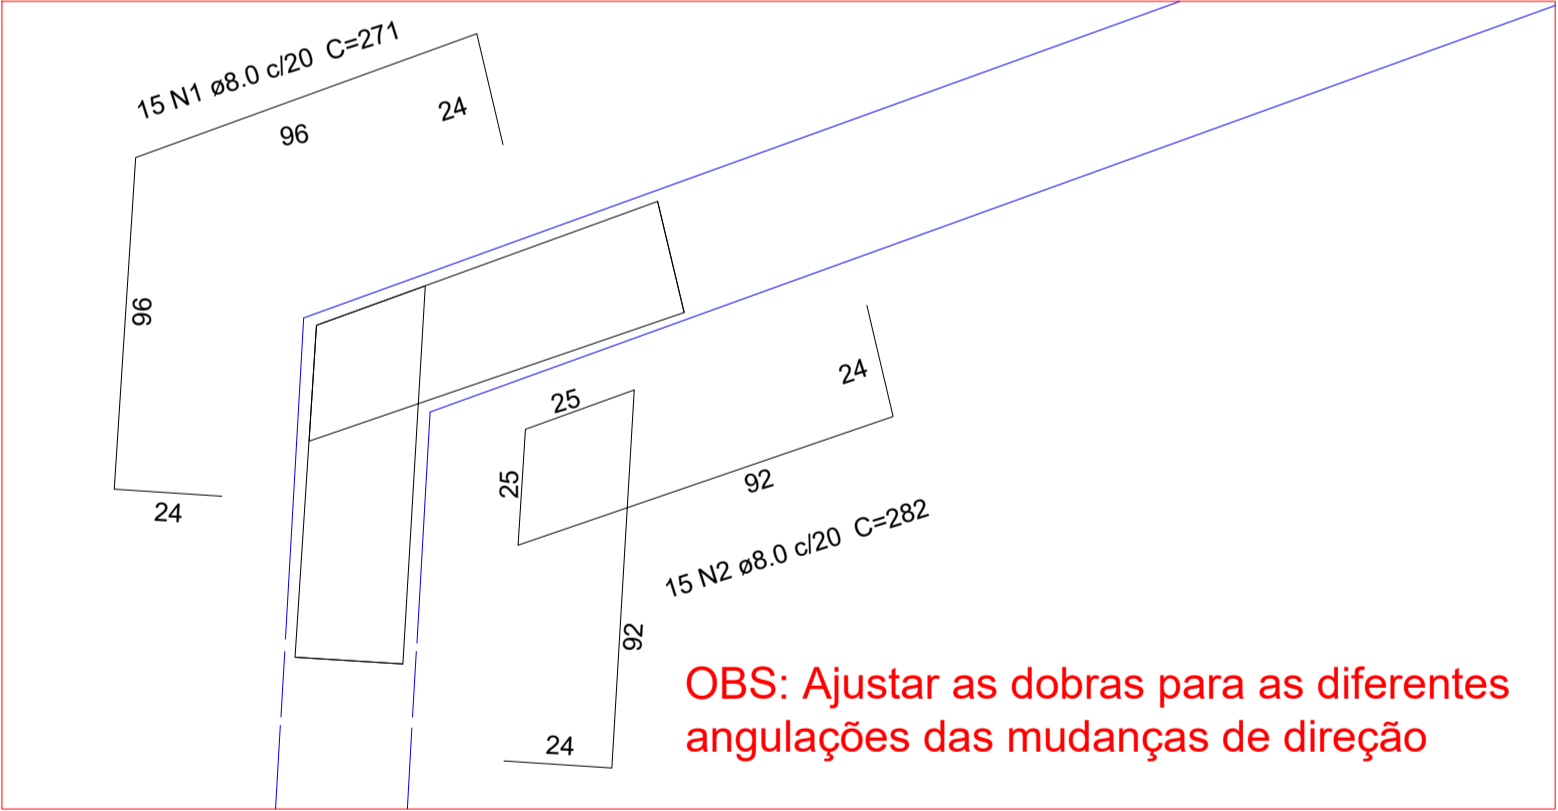 15 N1 ø8.0 c/20 C=271
96
24
96
24
25
25
24
92
15 N2 ø8.0 c/20 C=282
92
24
OBS: Ajustar as dobras para as diferentes
angulações das mudanças de direção